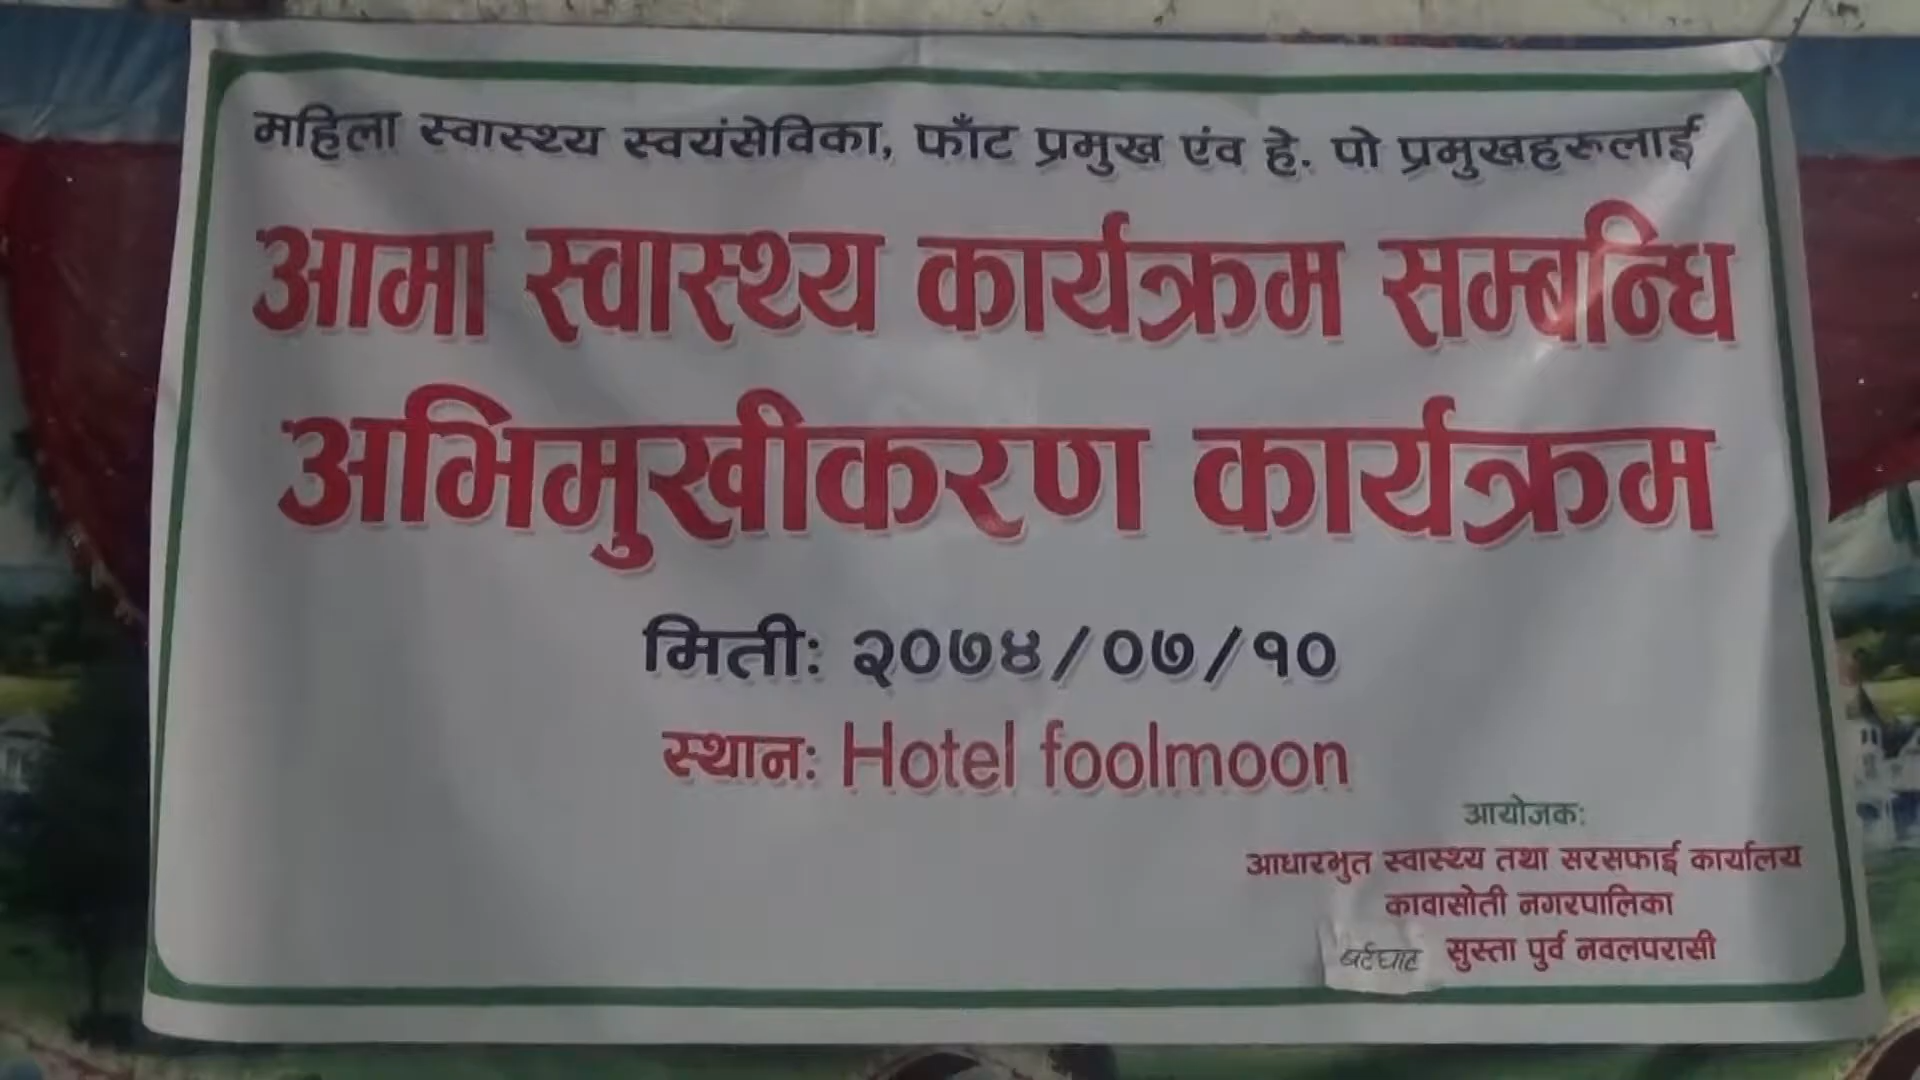 महिला स्वास्थ्य स्वयंसेविका, फाँट प्रमुख एंव हे. पो प्रमुखहरूलाई
आमा स्वास्थ्य कार्यक्रम सम्बन्धि
अभिमुखीकरण कार्यक्रम
मिती: २०७४/०७/१०
स्थान: Hotel foolmoon
आयोजक:
आधारभुत स्वास्थ्य तथा सरसफाई कार्यालय
कावासोती नगरपालिका
बर्दघाट सुस्ता पुर्व नवलपरासी